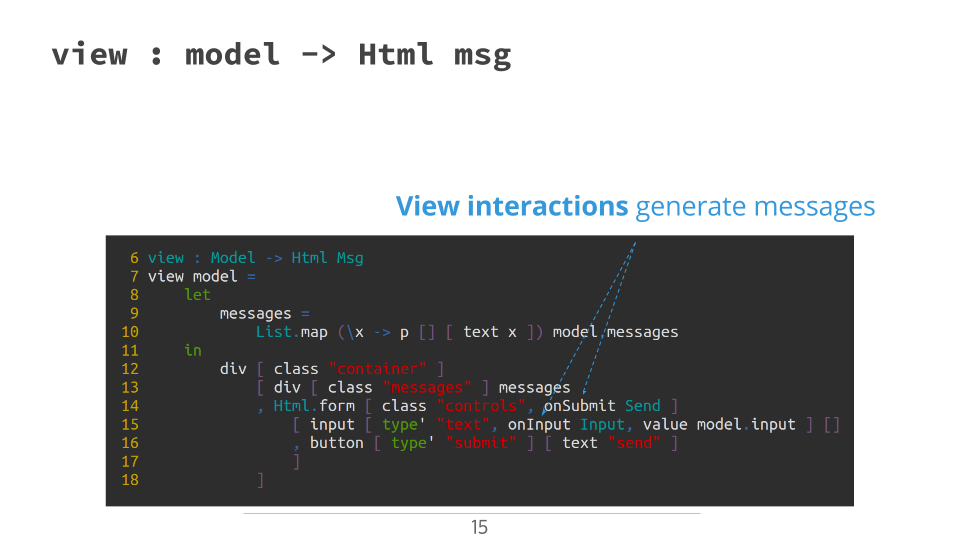 view : model -> Html msg
View interactions generate messages
6 view : Model -> Html Msg
7 view model =
8     let
9         messages =
10             List.map (\x -> p [] [ text x ]) model.messages
11     in
12         div [ class "container" ]
13             [ div [ class "messages" ] messages
14             , Html.form [ class "controls", onSubmit Send ]
15                 [ input [ type' "text", onInput Input, value model.input ] []
16                 , button [ type' "submit" ] [ text "send" ]
17                 ]
18             ]
15